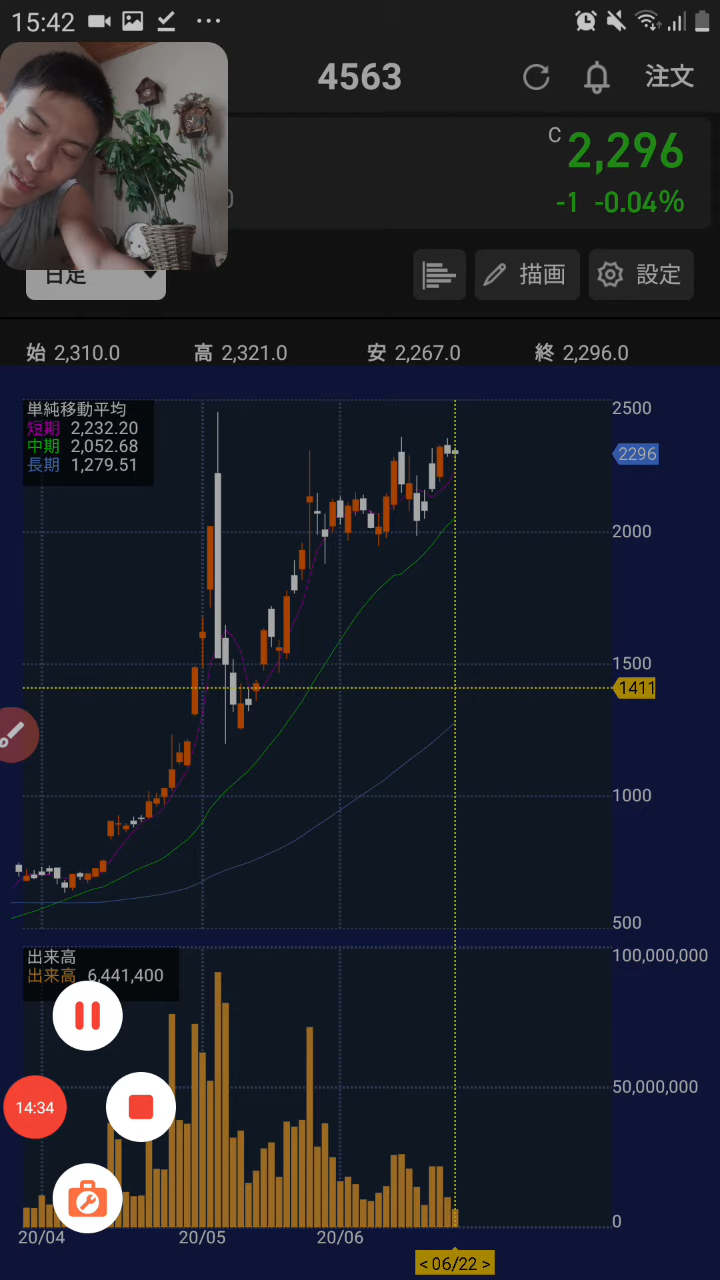 15:42
4563
注文
C 2,296
-1 -0.04%
日足
描画
設定
始 2,310.0 高 2,321.0 安 2,267.0 終 2,296.0
単純移動平均
短期 2,232.20
中期 2,052.68
長期 1,279.51
2500
2296
2000
1500
1411
1000
500
出来高
出来高 6,441,400
100,000,000
50,000,000
14:34
0
20/04 20/05 20/06
< 06/22 >